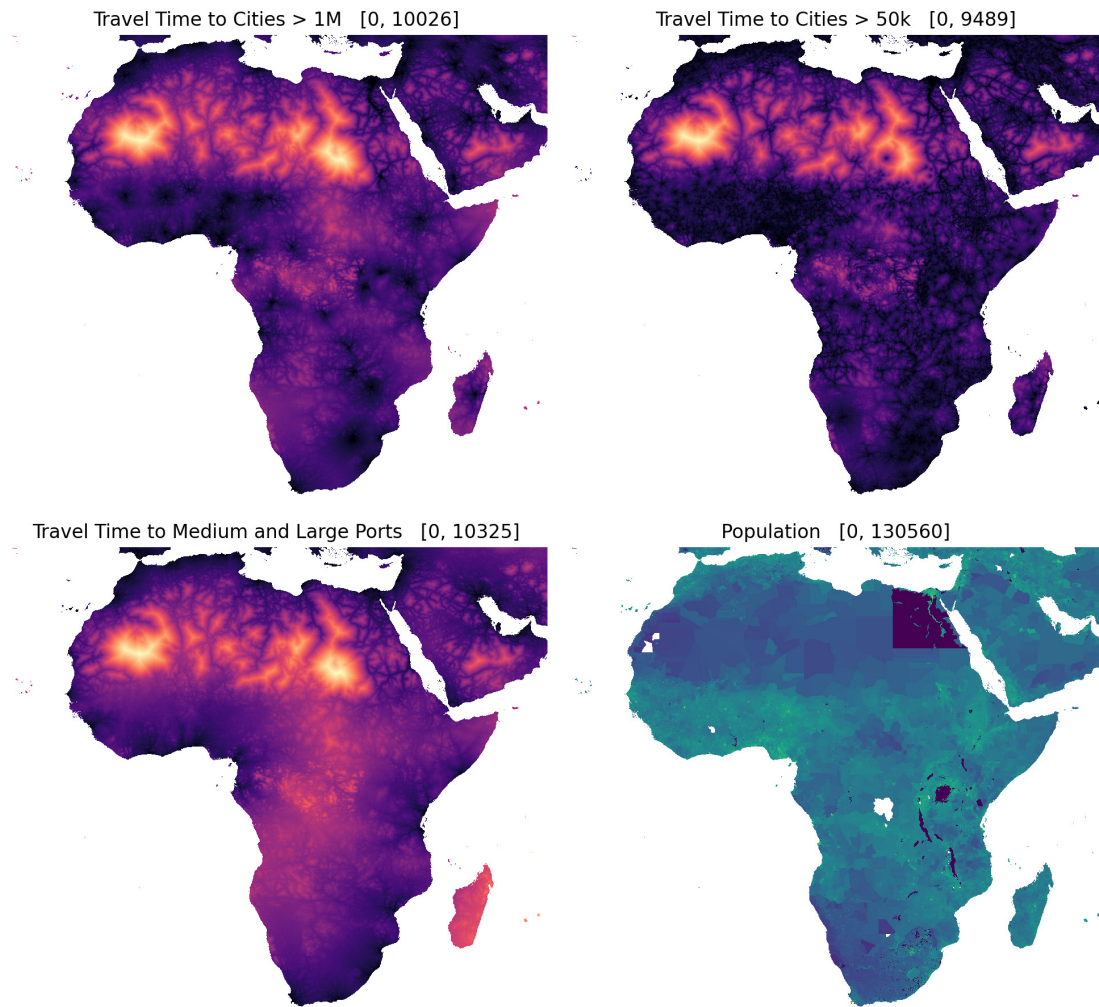 Travel Time to Cities > 1M   [0, 10026]
Travel Time to Cities > 50k   [0, 9489]
Travel Time to Medium and Large Ports   [0, 10325]
Population   [0, 130560]